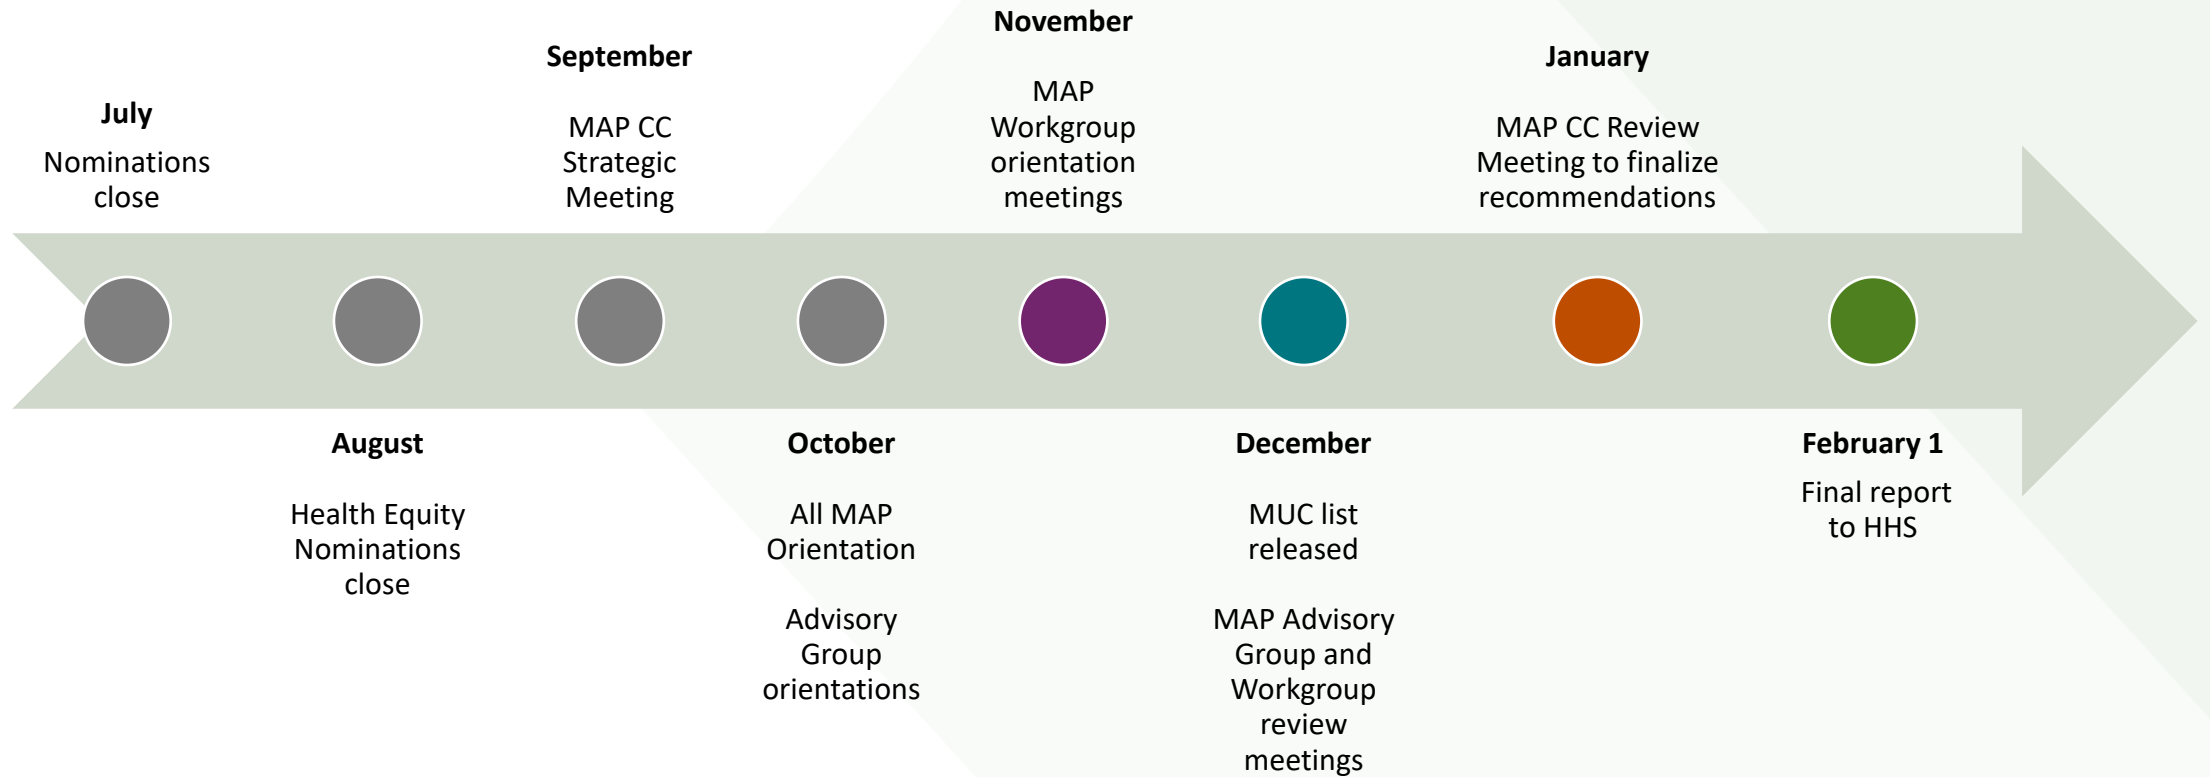 July
Nominations
close
August
Health Equity
Nominations
close
September
MAP CC
Strategic
Meeting
October
All MAP
Orientation
Advisory
Group
orientations
November
MAP
Workgroup
orientation
meetings
December
MUC list
released
MAP Advisory
Group and
Workgroup
review
meetings
January
MAP CC Review
Meeting to finalize
recommendations
February 1
Final report
to HHS